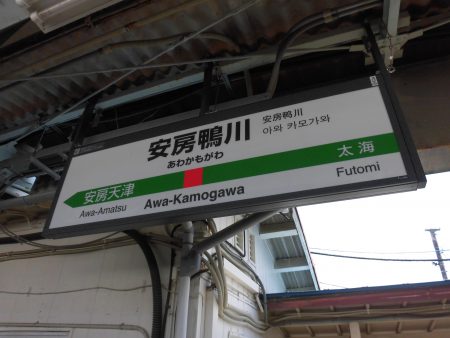 安房鴨川
あわかもがわ
安房鴨川
아와 카모가와
安房天津
Awa-Amatsu
Awa-Kamogawa
太海
Futomi